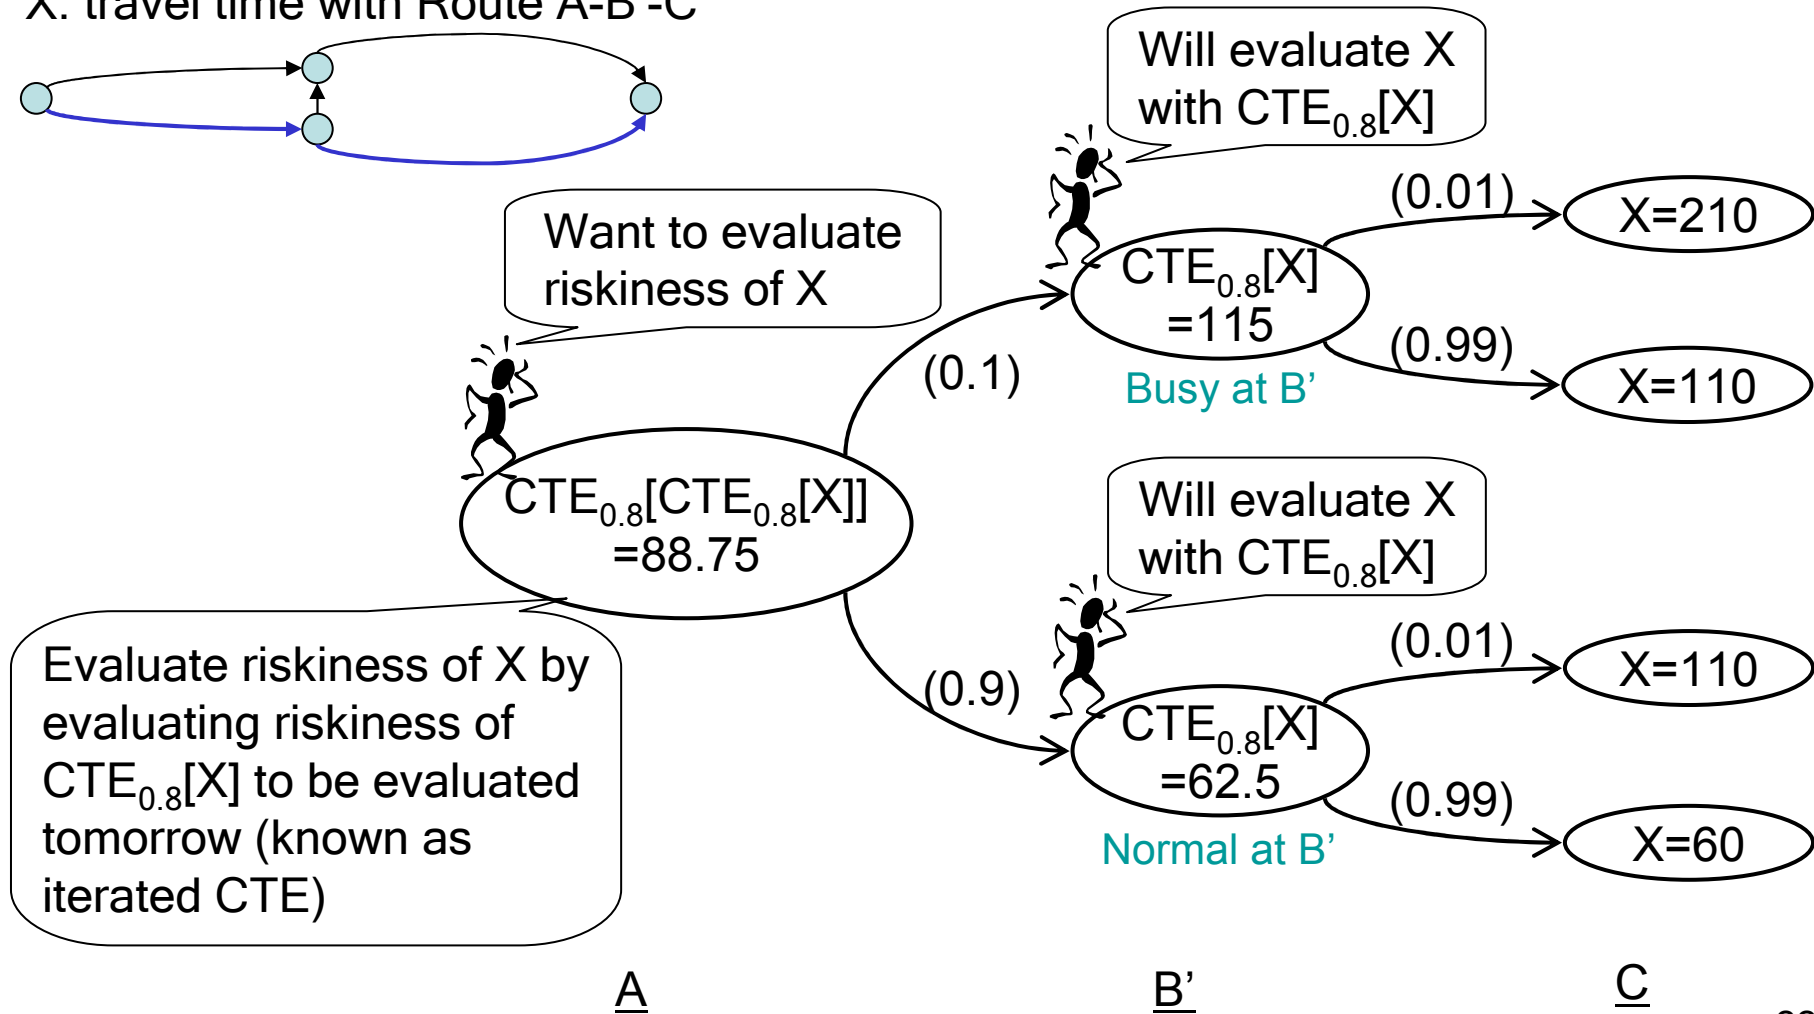 X: travel time with Route A-B'-C
Will evaluate X
with CTE0.8[X]
Want to evaluate
riskiness of X
(0.01)
X=210
CTE0.8[X]
=115
(0.99)
X=110
(0.1)
Busy at B’
CTE0.8[CTE0.8[X]]
=88.75
Will evaluate X
with CTE0.8[X]
Evaluate riskiness of X by
evaluating riskiness of
CTE0.8[X] to be evaluated
tomorrow (known as
iterated CTE)
(0.9)
(0.01)
X=110
CTE0.8[X]
=62.5
(0.99)
X=60
Normal at B’
A
B’
C